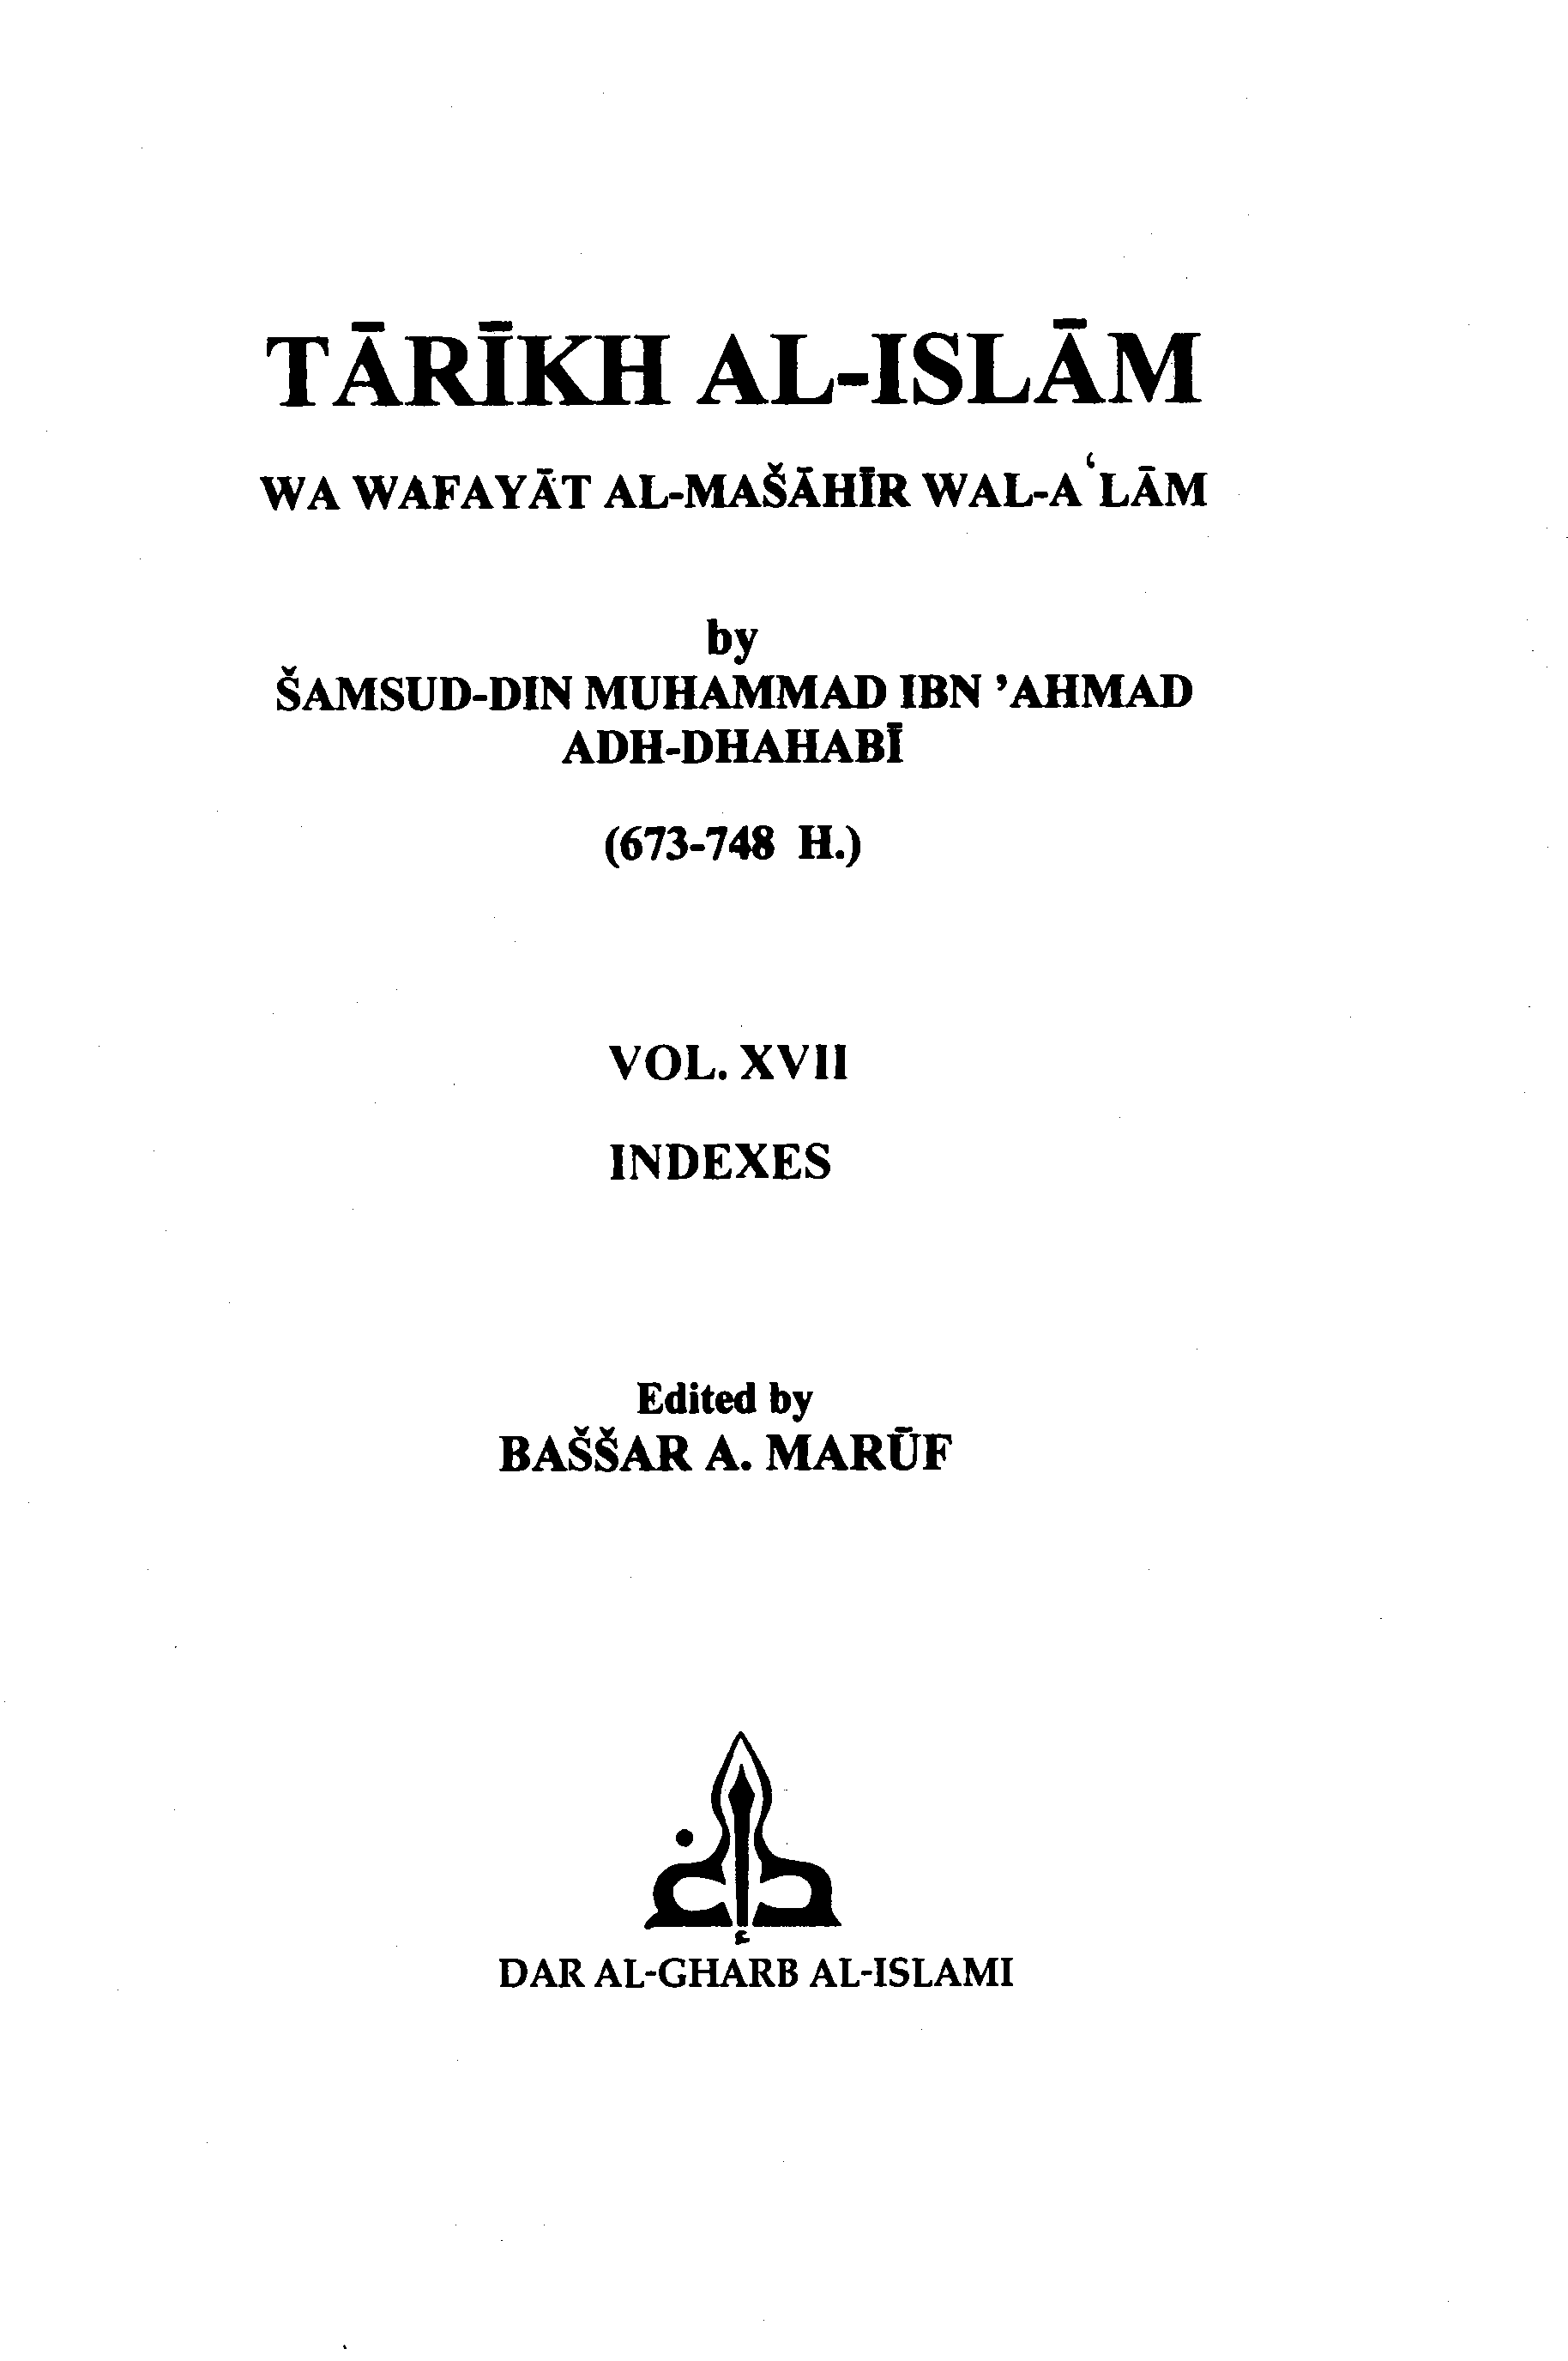 TĀRĪKH AL-ISLĀM
WA WAFAYĀT AL-MAŠĀHĪR WAL-A‘LĀM
by
ŠAMSUD-DIN MUHAMMAD IBN ’AHMAD
ADH-DHAHABĪ
(673-748 H.)
VOL. XVII
INDEXES
Edited by
BAŠŠAR A. MARŪF
DAR AL-GHARB AL-ISLAMI